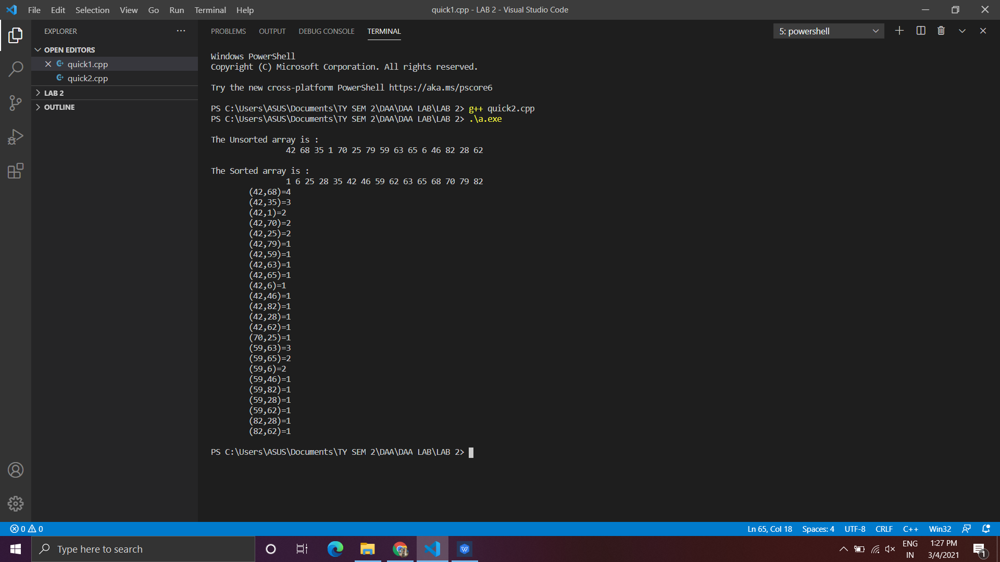 File Edit Selection View Go Run Terminal Help
quick1.cpp - LAB 2 - Visual Studio Code
EXPLORER
OPEN EDITORS
quick1.cpp
quick2.cpp
LAB 2
OUTLINE
PROBLEMS OUTPUT DEBUG CONSOLE TERMINAL
5: powershell
Windows PowerShell
Copyright (C) Microsoft Corporation. All rights reserved.
Try the new cross-platform PowerShell https://aka.ms/pscore6
PS C:\Users\ASUS\Documents\TY SEM 2\DAA\DAA LAB\LAB 2> g++ quick2.cpp
PS C:\Users\ASUS\Documents\TY SEM 2\DAA\DAA LAB\LAB 2> .\a.exe
The Unsorted array is :
42 68 35 1 70 25 79 59 63 65 6 46 82 28 62
The Sorted array is :
1 6 25 28 35 42 46 59 62 63 65 68 70 79 82
(42,68)=4
(42,35)=3
(42,1)=2
(42,70)=2
(42,25)=2
(42,79)=1
(42,59)=1
(42,63)=1
(42,65)=1
(42,6)=1
(42,46)=1
(42,82)=1
(42,28)=1
(42,62)=1
(70,25)=1
(59,63)=3
(59,65)=2
(59,6)=2
(59,46)=1
(59,82)=1
(59,28)=1
(59,62)=1
(82,28)=1
(82,62)=1
PS C:\Users\ASUS\Documents\TY SEM 2\DAA\DAA LAB\LAB 2>
0 0
Ln 65, Col 18 Spaces: 4 UTF-8 CRLF C++ Win32
Type here to search
ENG
IN
1:27 PM
3/4/2021
1